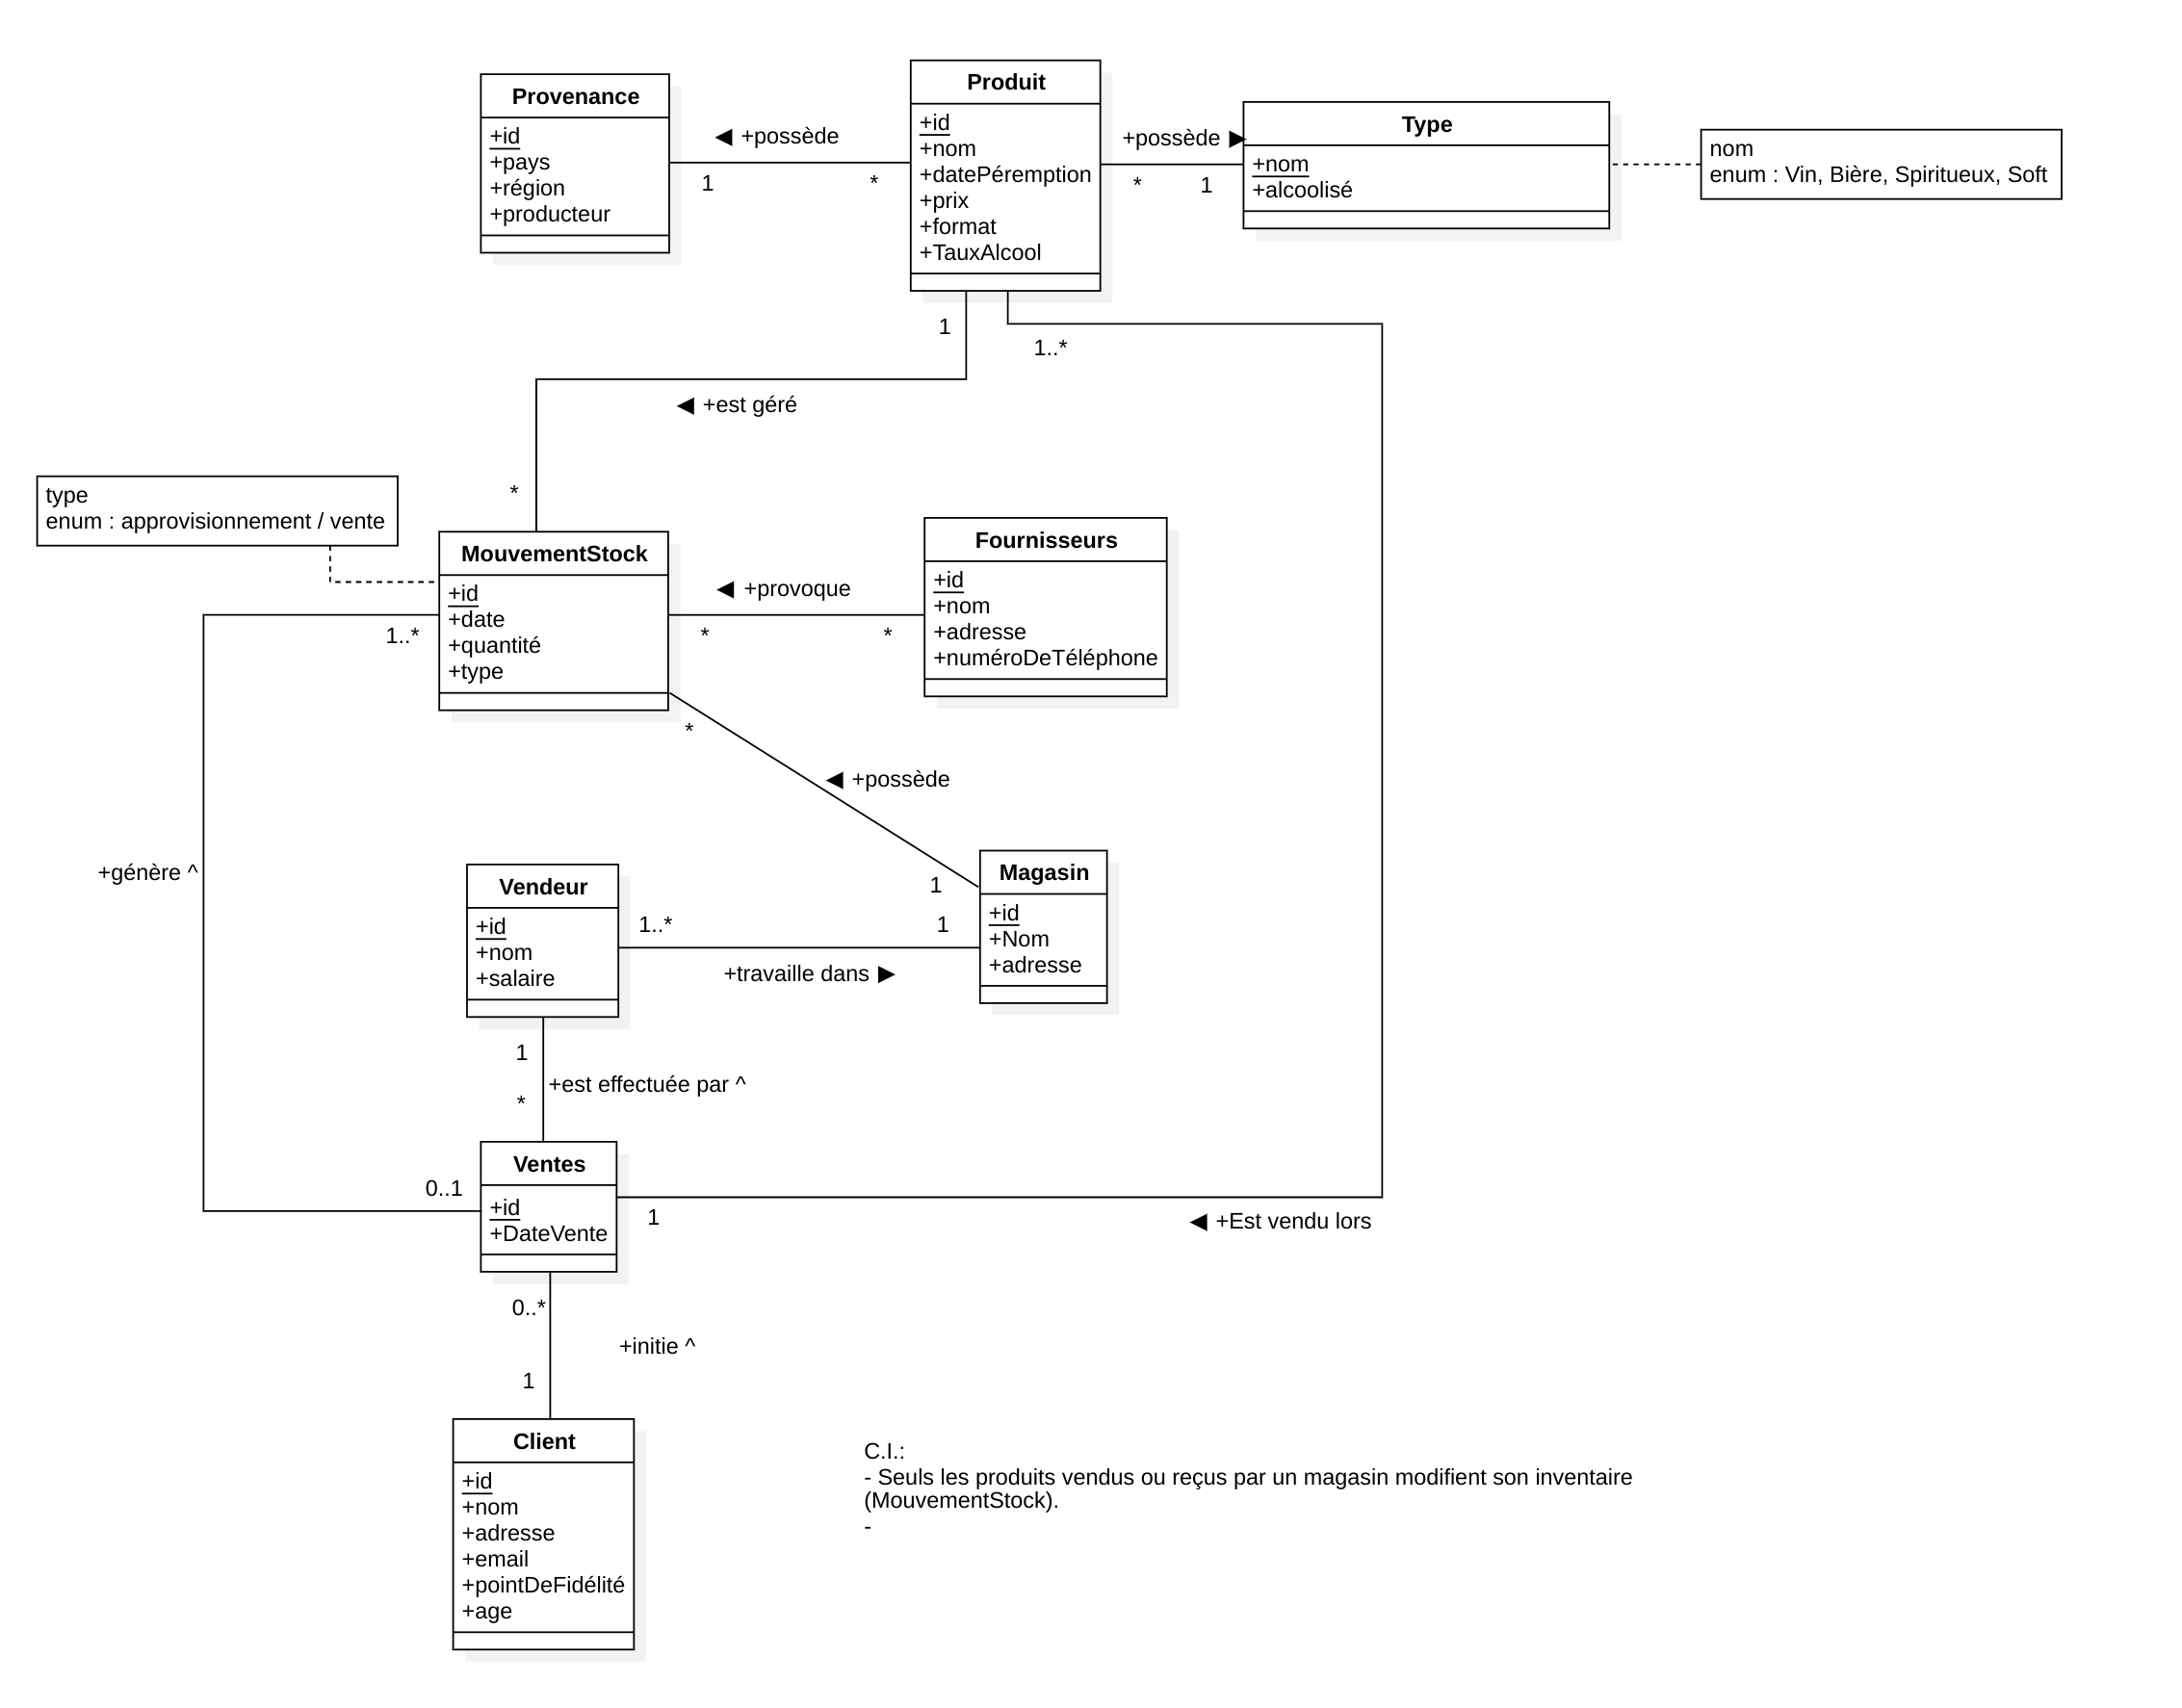 Provenance
+id
+pays
+région
+producteur
◀ +possède
1
*
Produit
+id
+nom
+datePéremption
+prix
+format
+TauxAlcool
+possède ▶
*
1
Type
+nom
+alcoolisé
nom
enum : Vin, Bière, Spiritueux, Soft
1
1..*
◀ +est géré
*
type
enum : approvisionnement / vente
MouvementStock
+id
+date
+quantité
+type
1..*
◀ +provoque
*
*
Fournisseurs
+id
+nom
+adresse
+numéroDeTéléphone
*
◀ +possède
1
+génère ^
Vendeur
+id
+nom
+salaire
1..*
1
+travaille dans ▶
Magasin
+id
+Nom
+adresse
1
+est effectuée par ^
*
Ventes
+id
+DateVente
0..1
1
◀ +Est vendu lors
0..*
+initie ^
1
Client
+id
+nom
+adresse
+email
+pointDeFidélité
+age
C.I.:
- Seuls les produits vendus ou reçus par un magasin modifient son inventaire
(MouvementStock).
-